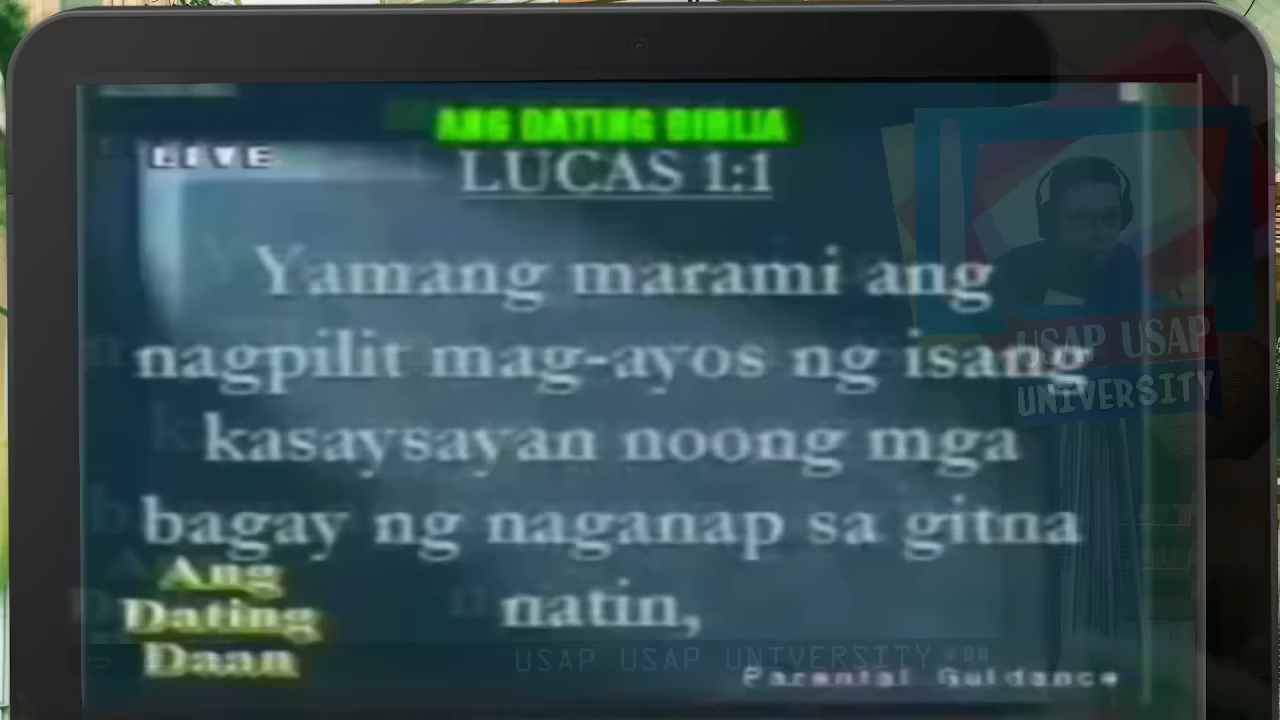 ANG DATING BIBLIA
LIVE
LUCAS 1:1
Yamang marami ang
nagpilit mag-ayos ng isang
kasaysayan noong mga
bagay ng naganap sa gitna
natin,
Ang
Dating
Daan
USAP USAP
UNIVERSITY
USAP USAP UNIVERSITY
Parental Guidance